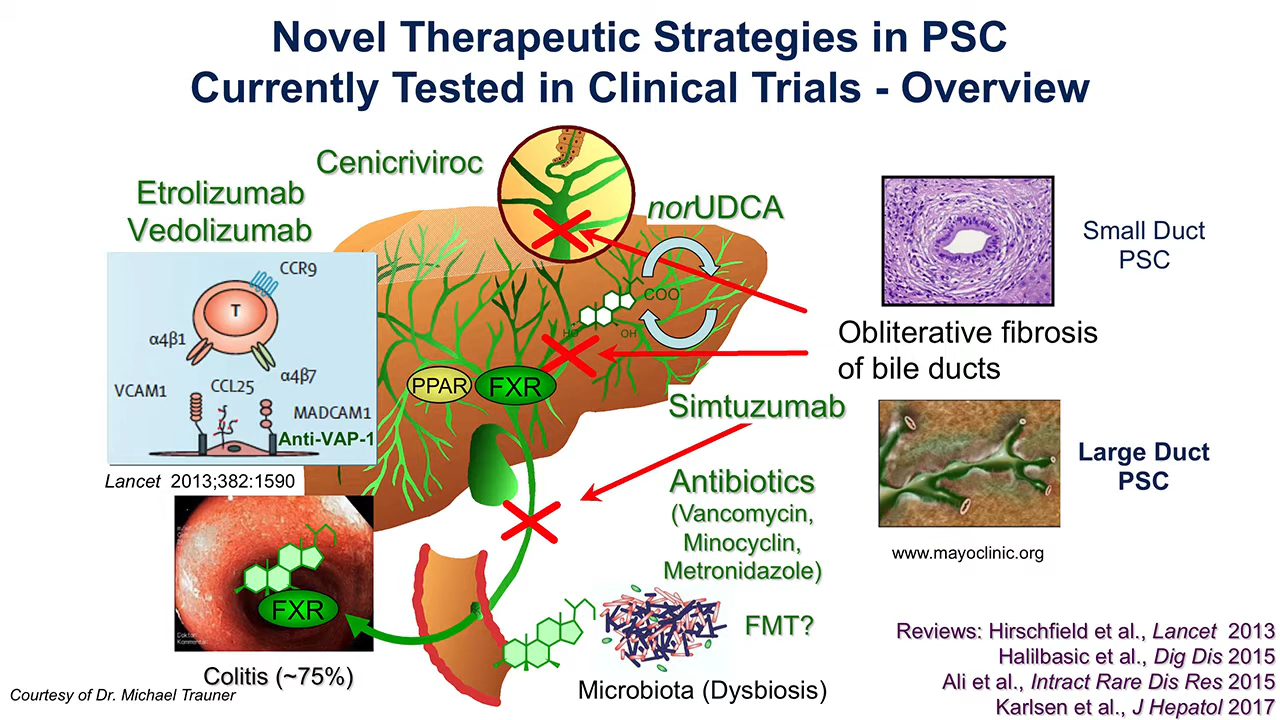 Novel Therapeutic Strategies in PSC
Currently Tested in Clinical Trials - Overview
Cenicriviroc
Etrolizumab
Vedolizumab
norUDCA
CCR9
T
α4β1
α4β7
VCAM1
CCL25
MADCAM1
Anti-VAP-1
Lancet 2013;382:1590
COO-
HO
OH
PPAR
FXR
Small Duct
PSC
Obliterative fibrosis
of bile ducts
Simtuzumab
Large Duct
PSC
www.mayoclinic.org
Antibiotics
(Vancomycin,
Minocyclin,
Metronidazole)
FMT?
Microbiota (Dysbiosis)
FXR
Doktor
Kommentar
Colitis (~75%)
Courtesy of Dr. Michael Trauner
Reviews: Hirschfield et al., Lancet 2013
Halilbasic et al., Dig Dis 2015
Ali et al., Intract Rare Dis Res 2015
Karlsen et al., J Hepatol 2017